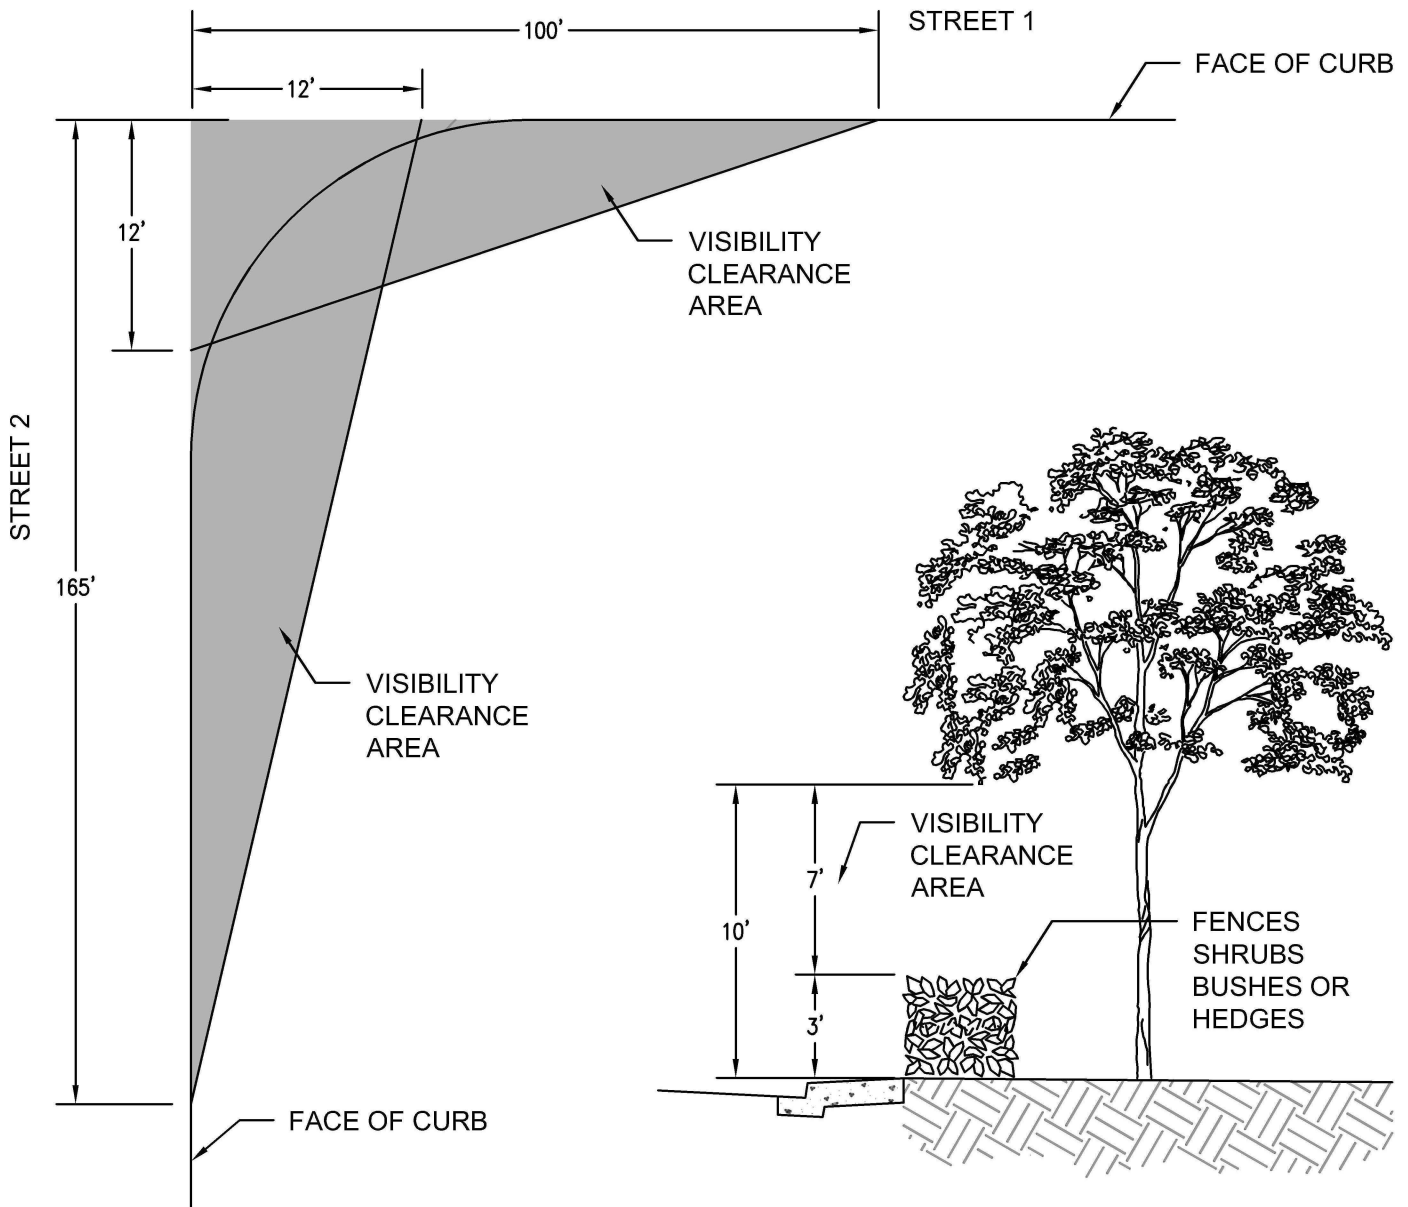 STREET 1
100'
FACE OF CURB
12'
12'
VISIBILITY
CLEARANCE
AREA
STREET 2
165'
VISIBILITY
CLEARANCE
AREA
VISIBILITY
CLEARANCE
AREA
7'
10'
FENCES
SHRUBS
BUSHES OR
HEDGES
3'
FACE OF CURB